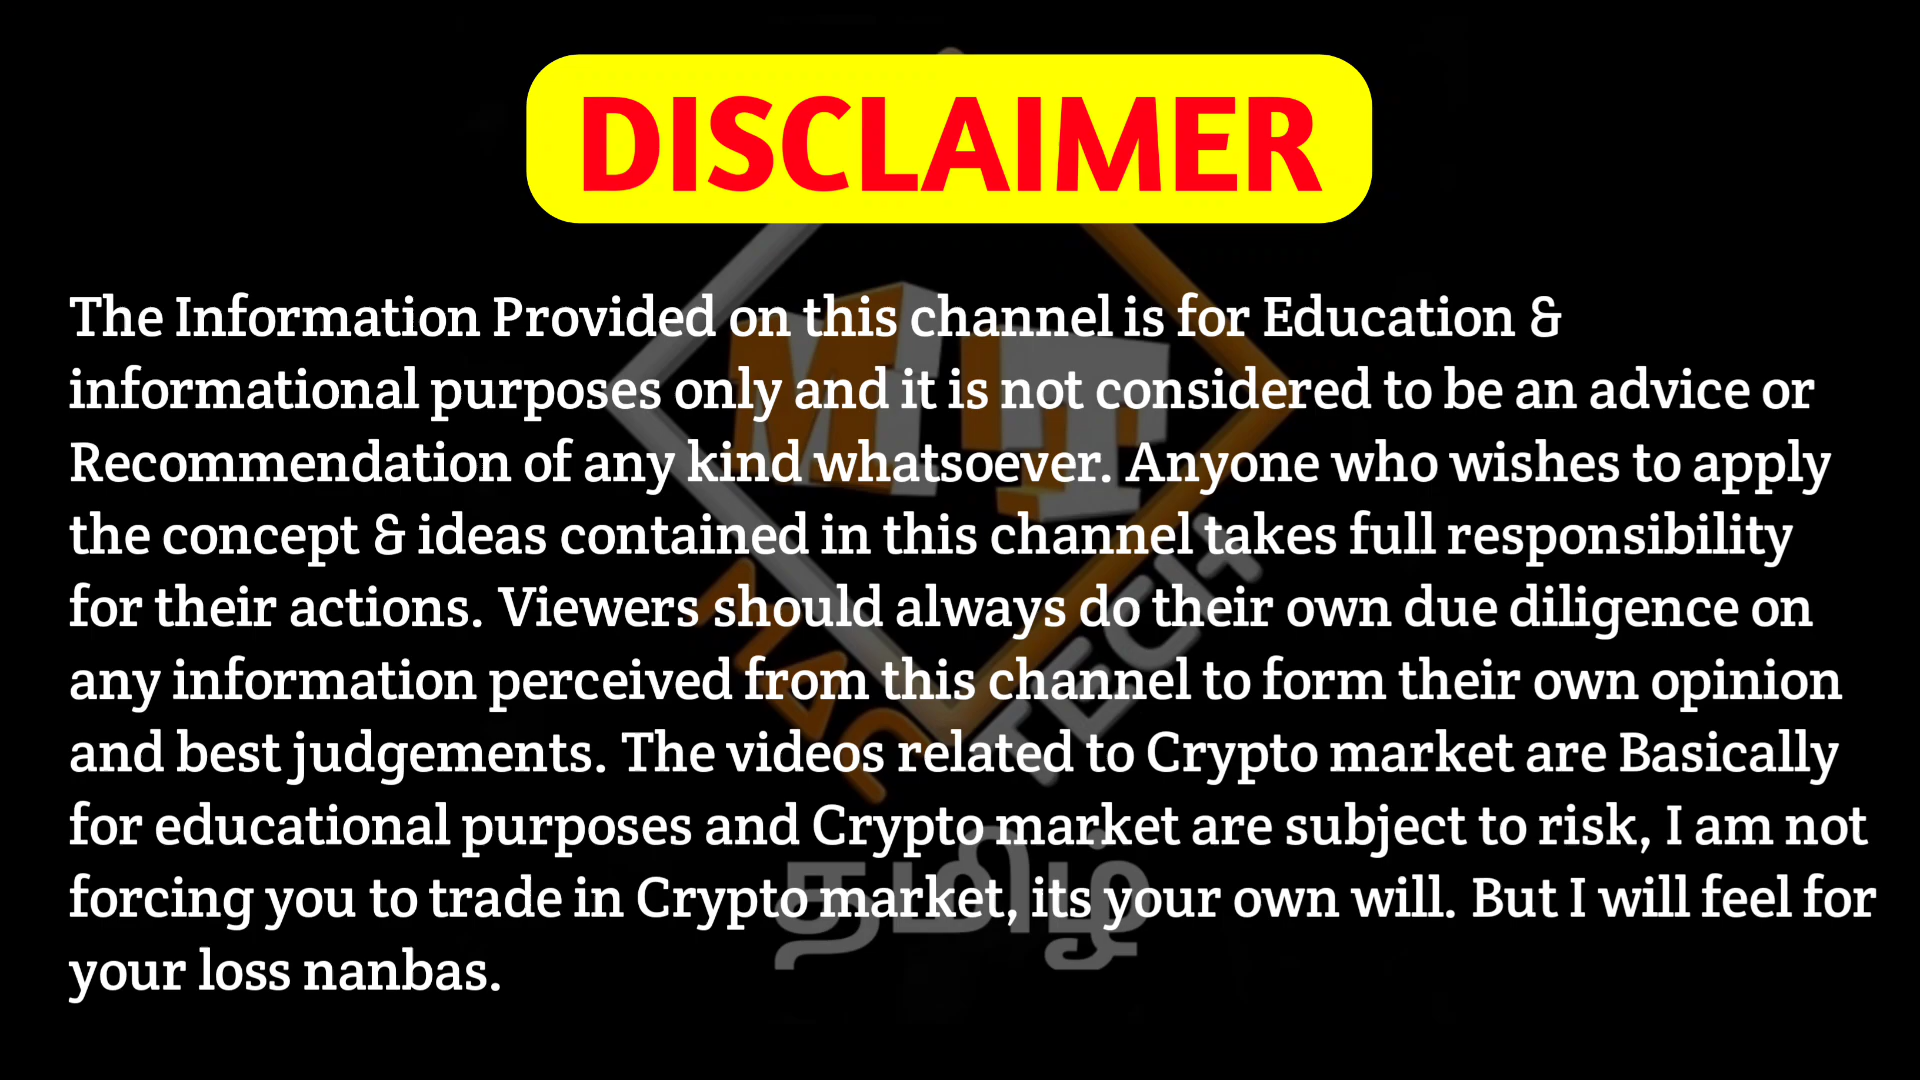 DISCLAIMER
The Information Provided on this channel is for Education &
informational purposes only and it is not considered to be an advice or
Recommendation of any kind whatsoever. Anyone who wishes to apply
the concept & ideas contained in this channel takes full responsibility
for their actions. Viewers should always do their own due diligence on
any information perceived from this channel to form their own opinion
and best judgements. The videos related to Crypto market are Basically
for educational purposes and Crypto market are subject to risk, I am not
forcing you to trade in Crypto market, its your own will. But I will feel for
your loss nanbas.
MT
TECH
தமிழ்